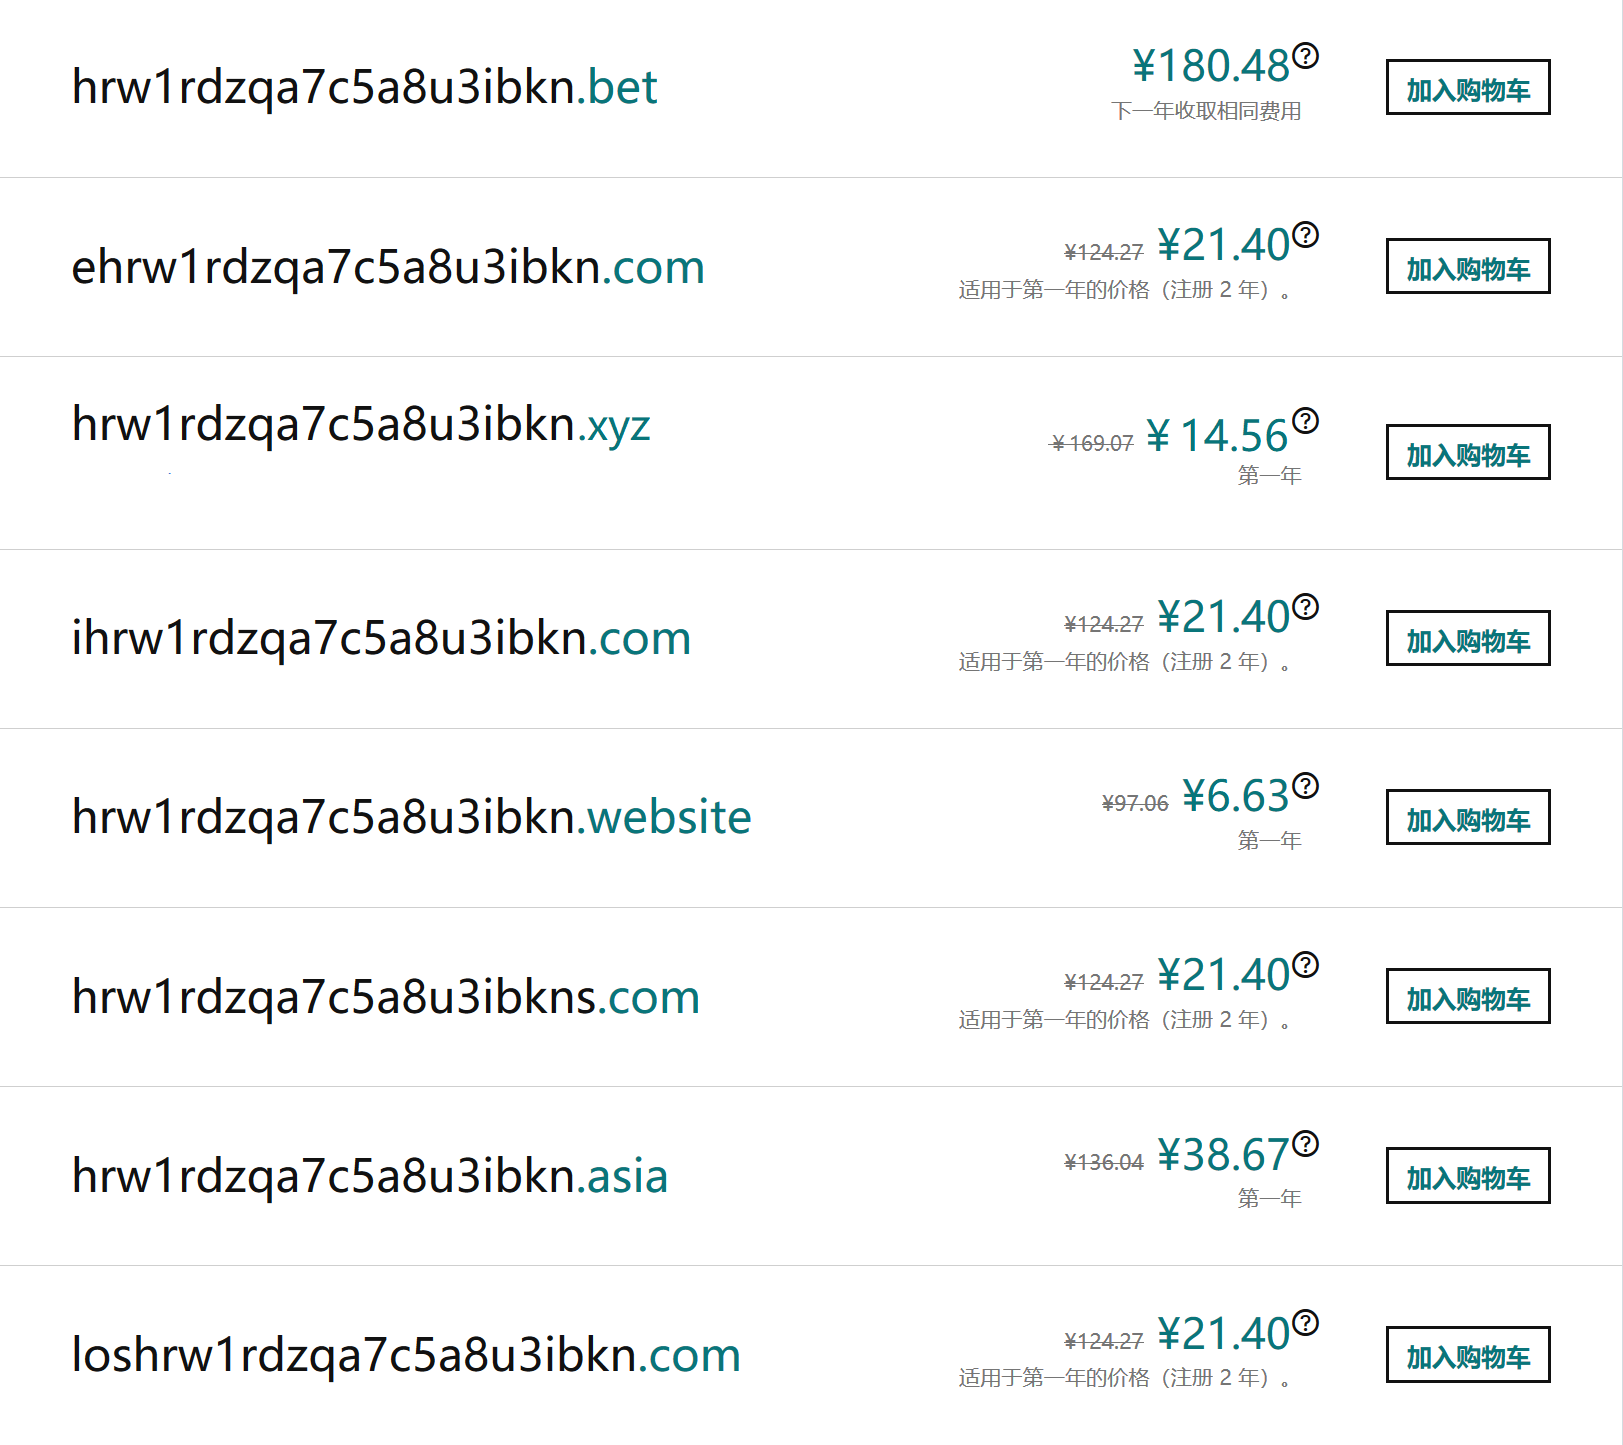 hrw1rdzqa7c5a8u3ibkn.bet
¥180.48
下一年收取相同费用
加入购物车
ehrw1rdzqa7c5a8u3ibkn.com
¥124.27 ¥21.40
适用于第一年的价格（注册 2 年）。
加入购物车
hrw1rdzqa7c5a8u3ibkn.xyz
¥ 169.07 ¥ 14.56
第一年
加入购物车
ihrw1rdzqa7c5a8u3ibkn.com
¥124.27 ¥21.40
适用于第一年的价格（注册 2 年）。
加入购物车
hrw1rdzqa7c5a8u3ibkn.website
¥97.06 ¥6.63
第一年
加入购物车
hrw1rdzqa7c5a8u3ibkns.com
¥124.27 ¥21.40
适用于第一年的价格（注册 2 年）。
加入购物车
hrw1rdzqa7c5a8u3ibkn.asia
¥136.04 ¥38.67
第一年
加入购物车
loshrw1rdzqa7c5a8u3ibkn.com
¥124.27 ¥21.40
适用于第一年的价格（注册 2 年）。
加入购物车